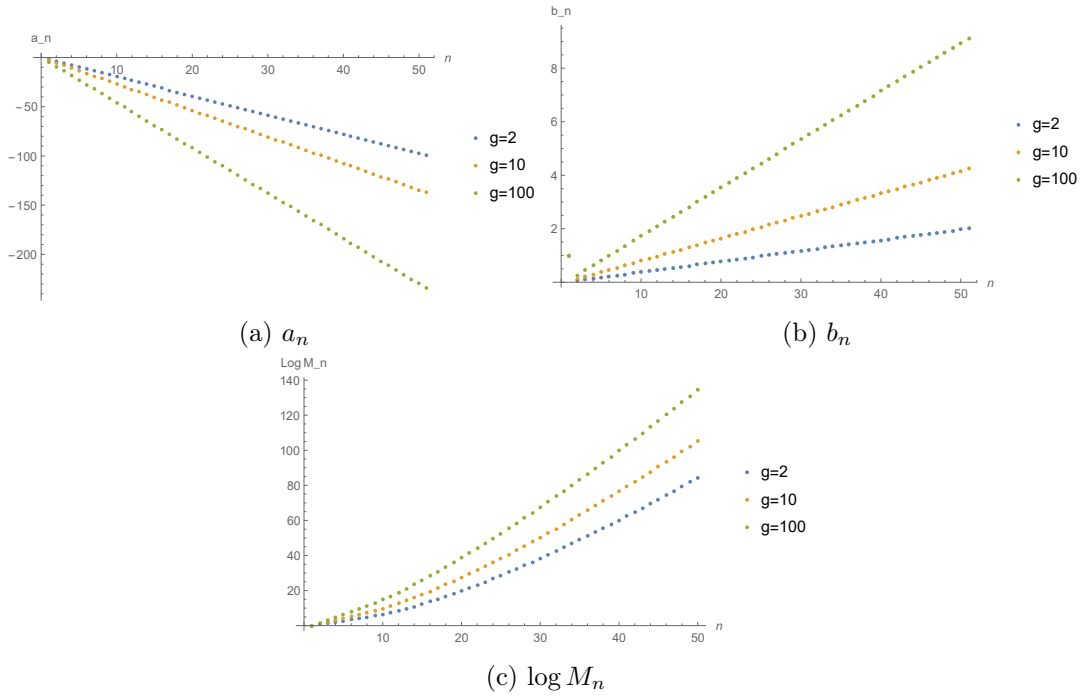 a_n
10 20 30 40 50 n
-50
-100
-150
-200
g=2
g=10
g=100
(a) a_n
b_n
8
6
4
2
10 20 30 40 50 n
g=2
g=10
g=100
(b) b_n
Log M_n
140
120
100
80
60
40
20
10 20 30 40 50 n
g=2
g=10
g=100
(c) log M_n